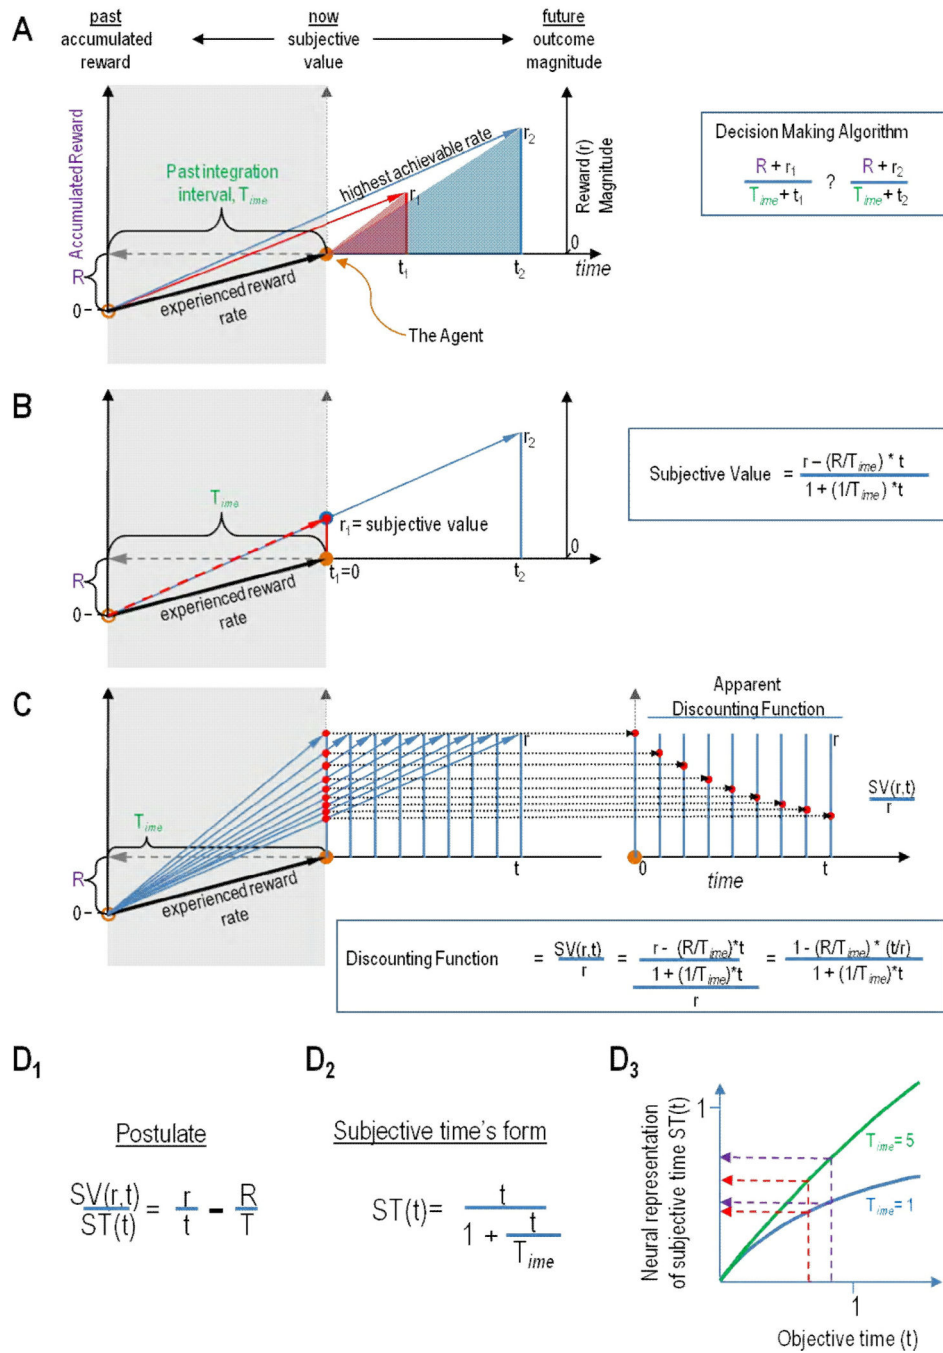 A
past
accumulated
reward
now
subjective
value
future
outcome
magnitude
Accumulated Reward
Past integration
interval, Time
highest achievable rate
r1
r2
Reward (r)
Magnitude
0
R
0
experienced reward
rate
t1
t2
time
The Agent
Decision Making Algorithm
R + r1 ? R + r2
Time + t1 Time + t2
B
Time
r2
r1 = subjective value
0
R
0
t1=0
t2
experienced reward
rate
Subjective Value = r – (R/Time) * t
1 + (1/Time) *t
C
Apparent
Discounting Function
r
r
SV(r,t)
r
Time
R
0
experienced reward
rate
t
0
time
t
Discounting Function = SV(r,t) = r - (R/Time)*t = 1 - (R/Time) * (t/r)
r 1 + (1/Time)*t 1 + (1/Time)*t
r
D1
Postulate
SV(r,t) = r - R
ST(t) t T
D2
Subjective time's form
ST(t) = t
1 + t
Time
D3
Neural representation
of subjective time ST(t)
1
Time = 5
Time = 1
1
Objective time (t)